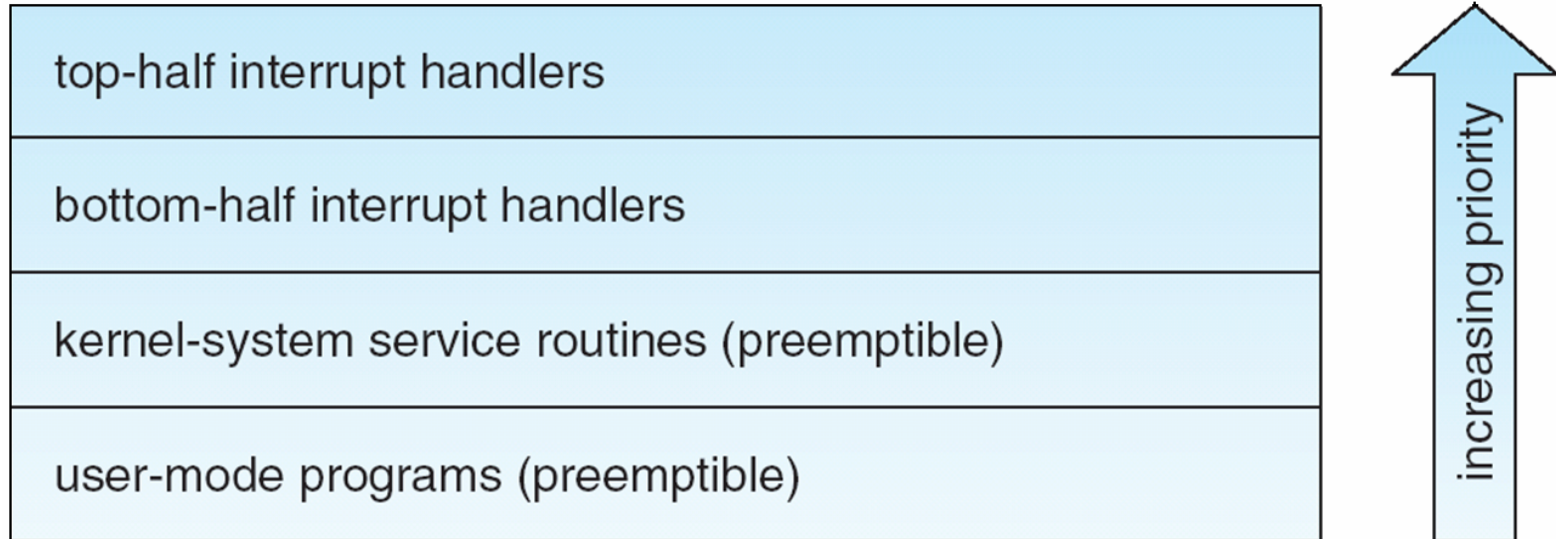 top-half interrupt handlers
bottom-half interrupt handlers
kernel-system service routines (preemptible)
user-mode programs (preemptible)
increasing priority